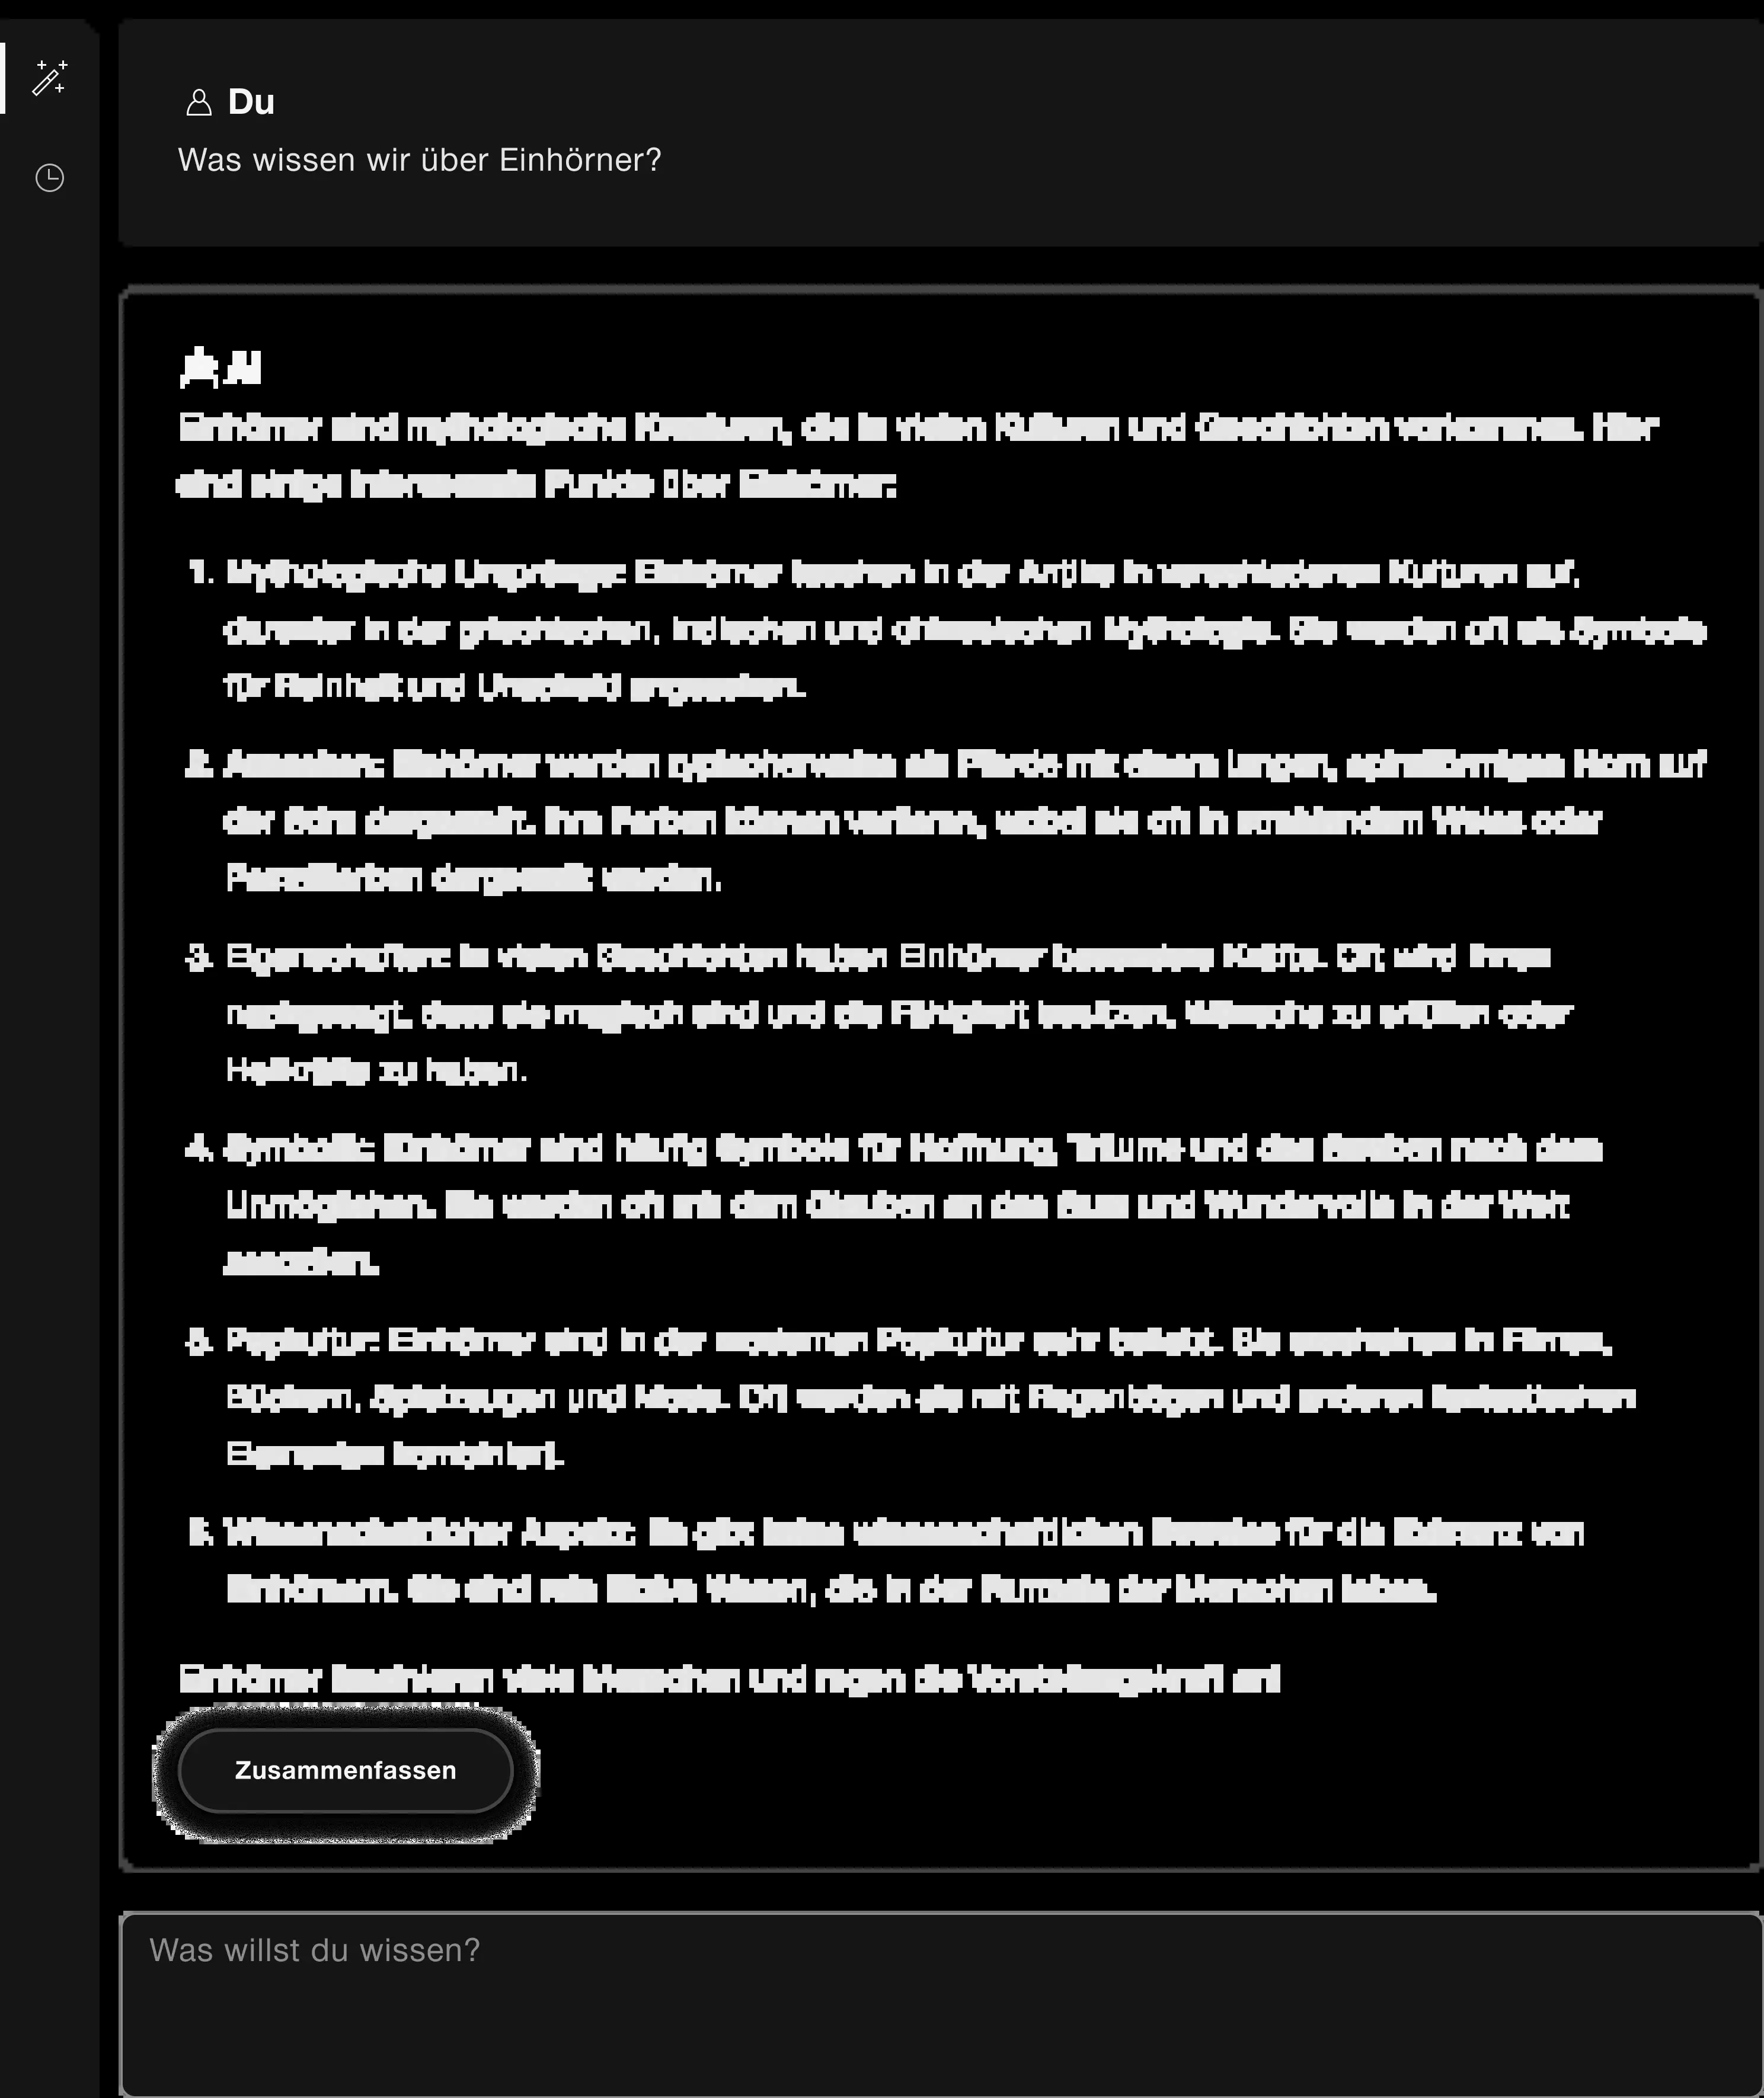 Du
Was wissen wir über Einhörner?
AI
Einhörner sind mythologische Kreaturen, die in vielen Kulturen und Geschichten vorkommen. Hier
sind einige interessante Punkte über Einhörner:
1. Mythologische Ursprünge: Einhörner tauchen in der Antike in verschiedenen Kulturen auf,
darunter in der griechischen, indischen und chinesischen Mythologie. Sie werden oft als Symbole
für Reinheit und Unschuld angesehen.
2. Aussehen: Einhörner werden typischerweise als Pferde mit einem langen, spiralförmigen Horn auf
der Stirn dargestellt. Ihre Farben können variieren, wobei sie oft in strahlendem Weiss oder
Pastellfarben dargestellt werden.
3. Eigenschaften: In vielen Geschichten haben Einhörner besondere Kräfte. Oft wird ihnen
nachgesagt, dass sie magisch sind und die Fähigkeit besitzen, Wünsche zu erfüllen oder
Heilkräfte zu haben.
4. Symbolik: Einhörner sind häufig Symbole für Hoffnung, Träume und das Streben nach dem
Unmöglichen. Sie werden oft mit dem Glauben an das Gute und Wundervolle in der Welt
5. Popkultur: Einhörner sind in der modernen Popkultur sehr beliebt. Sie erscheinen in Filmen,
Büchern, Spielzeugen und Mode. Oft werden sie mit Regenbögen und anderen fantastischen
Elementen kombiniert.
6. Wissenschaftlicher Aspekt: Es gibt keine wissenschaftlichen Beweise für die Existenz von
Einhörnern. Sie sind rein fiktive Wesen, die in der Fantasie der Menschen leben.
Einhörner faszinieren viele Menschen und regen die Vorstellungskraft an!
Zusammenfassen
Was willst du wissen?